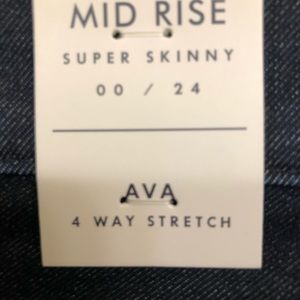 MID RISE
SUPER SKINNY
00 / 24
AVA
4 WAY STRETCH